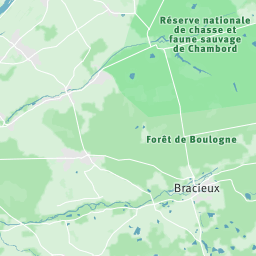 Réserve nationale
de chasse et
faune sauvage
de Chambord
Forêt de Boulogne
Bracieux